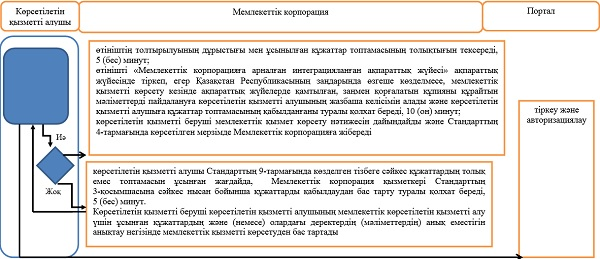 Көрсетілетін
қызметті алушы
Мемлекеттік корпорация
Портал
өтініштің толтырылуының дұрыстығы мен ұсынылған құжаттар топтамасының толықтығын тексереді,
5 (бес) минут;
өтінішті «Мемлекеттік корпорацияға арналған интеграцияланған ақпараттық жүйесі» ақпараттық
жүйесінде тіркеп, егер Қазақстан Республикасының заңдарында өзгеше көзделмесе, мемлекеттік
қызметті көрсету кезінде ақпараттық жүйелерде қамтылған, заңмен қорғалатын құпияны құрайтын
мәліметтерді пайдалануға көрсетілетін қызметті алушының жазбаша келісімін алады және көрсетілетін
қызметті алушыға құжаттар топтамасының қабылданғаны туралы қолхат береді, 10 (он) минут;
көрсетілетін қызметті беруші мемлекеттік қызмет көрсету нәтижесін дайындайды және Стандарттың
4-тармағында көрсетілген мерзімде Мемлекеттік корпорацияға жібереді
тіркеу және
авторизациялау
Иә
Жоқ
көрсетілетін қызметті алушы Стандарттың 9-тармағында көзделген тізбеге сәйкес құжаттардың толық
емес топтамасын ұсынған жағдайда, Мемлекеттік корпорация қызметкері Стандарттың
3-қосымшасына сәйкес нысан бойынша құжаттарды қабылдаудан бас тарту туралы қолхат береді,
5 (бес) минут.
Көрсетілетін қызметті беруші көрсетілетін қызметті алушының мемлекеттік көрсетілетін қызметті алу
үшін ұсынған құжаттардың және (немесе) олардағы деректердің (мәліметтердің) анық еместігін
анықтау негізінде мемлекеттік қызметті көрсетуден бас тартады